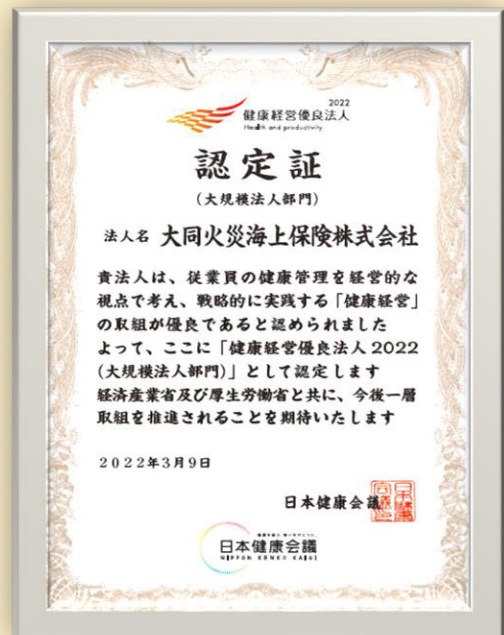 2022
健康経営優良法人
Health and productivity
認定証
(大規模法人部門)
法人名 大同火災海上保険株式会社
貴法人は、従業員の健康管理を経営的な
視点で考え、戦略的に実践する「健康経営」
の取組が優良であると認められました
よって、ここに「健康経営優良法人2022
(大規模法人部門)」として認定します
経済産業省及び厚生労働省と共に、今後一層
取組を推進されることを期待いたします
2022年3月9日
日本健康会議
日本健康会議
NIPPON KENKO KAIGI